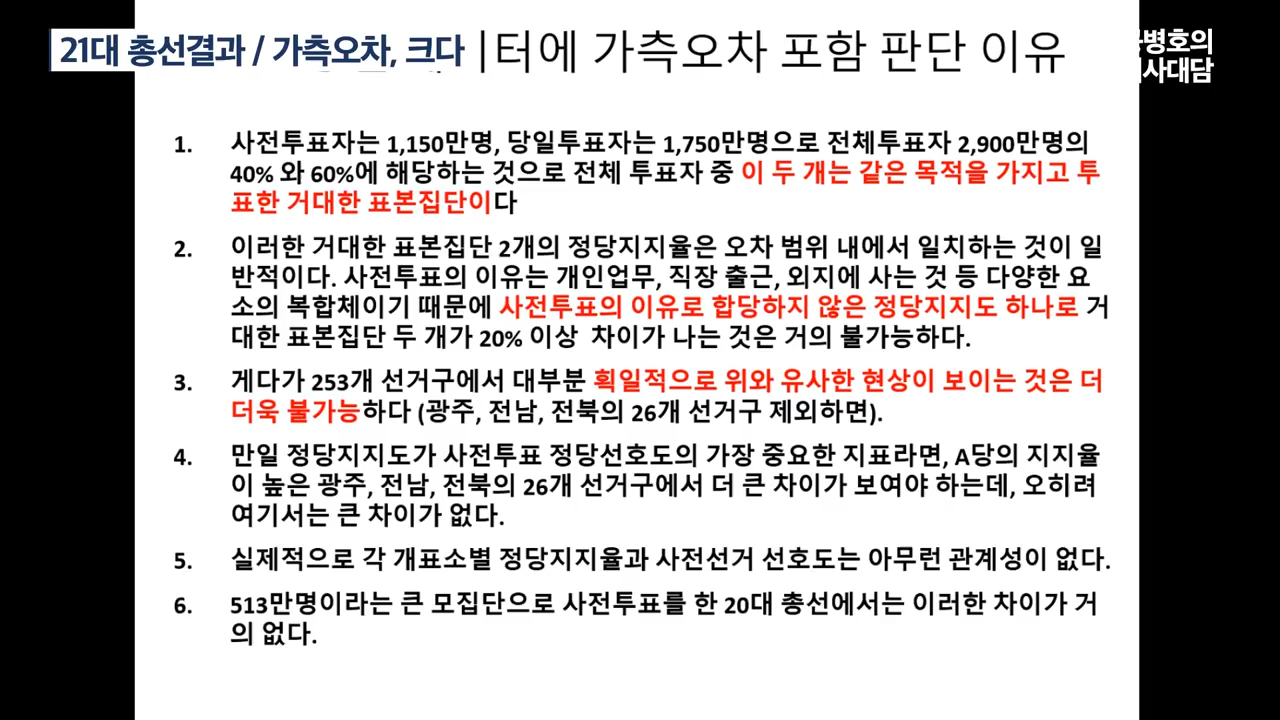 21대 총선결과 / 가측오차, 크다
터에 가측오차 포함 판단 이유
병호의
사대담
1. 사전투표자는 1,150만명, 당일투표자는 1,750만명으로 전체투표자 2,900만명의
40% 와 60%에 해당하는 것으로 전체 투표자 중 이 두 개는 같은 목적을 가지고 투
표한 거대한 표본집단이다
2. 이러한 거대한 표본집단 2개의 정당지지율은 오차 범위 내에서 일치하는 것이 일
반적이다. 사전투표의 이유는 개인업무, 직장 출근, 외지에 사는 것 등 다양한 요
소의 복합체이기 때문에 사전투표의 이유로 합당하지 않은 정당지지도 하나로 거
대한 표본집단 두 개가 20% 이상 차이가 나는 것은 거의 불가능하다.
3. 게다가 253개 선거구에서 대부분 획일적으로 위와 유사한 현상이 보이는 것은 더
더욱 불가능하다 (광주, 전남, 전북의 26개 선거구 제외하면).
4. 만일 정당지지도가 사전투표 정당선호도의 가장 중요한 지표라면, A당의 지지율
이 높은 광주, 전남, 전북의 26개 선거구에서 더 큰 차이가 보여야 하는데, 오히려
여기서는 큰 차이가 없다.
5. 실제적으로 각 개표소별 정당지지율과 사전선거 선호도는 아무런 관계성이 없다.
6. 513만명이라는 큰 모집단으로 사전투표를 한 20대 총선에서는 이러한 차이가 거
의 없다.